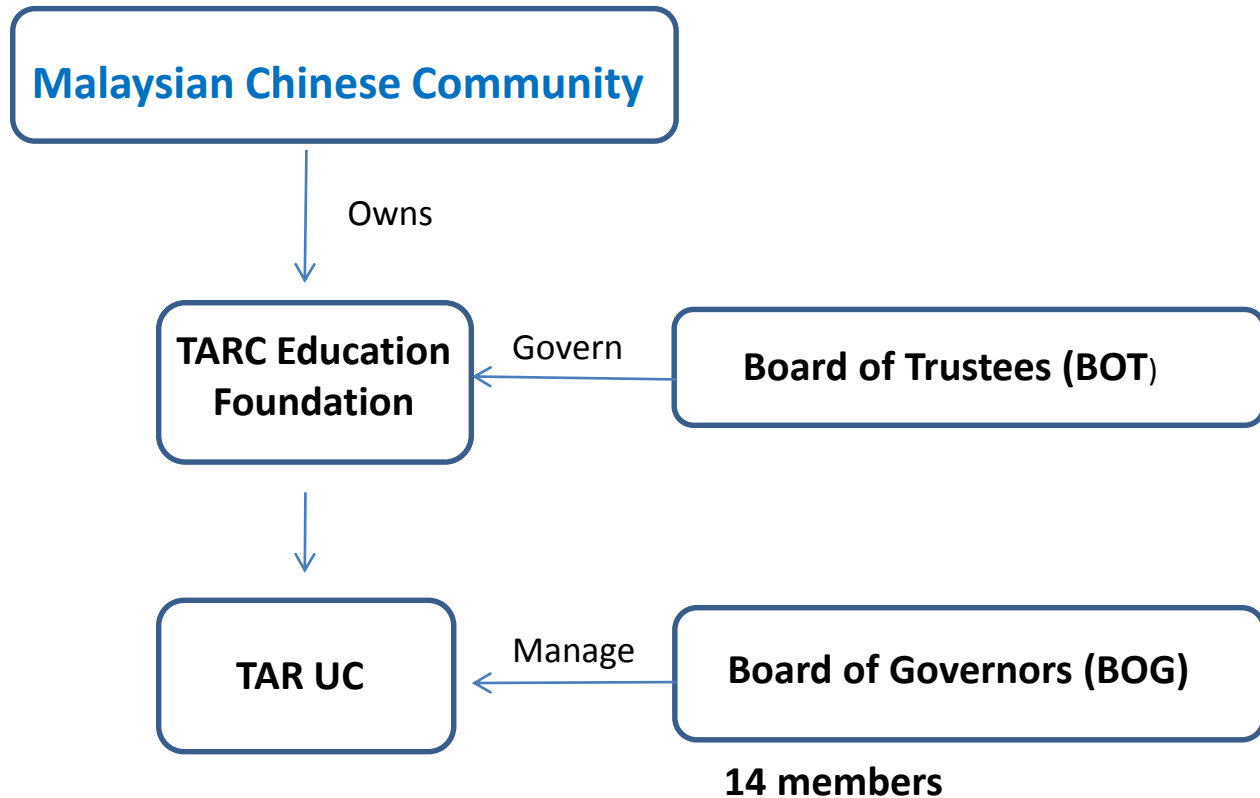 Malaysian Chinese Community
Owns
TARC Education
Foundation
Govern
Board of Trustees (BOT)
TAR UC
Manage
Board of Governors (BOG)
14 members